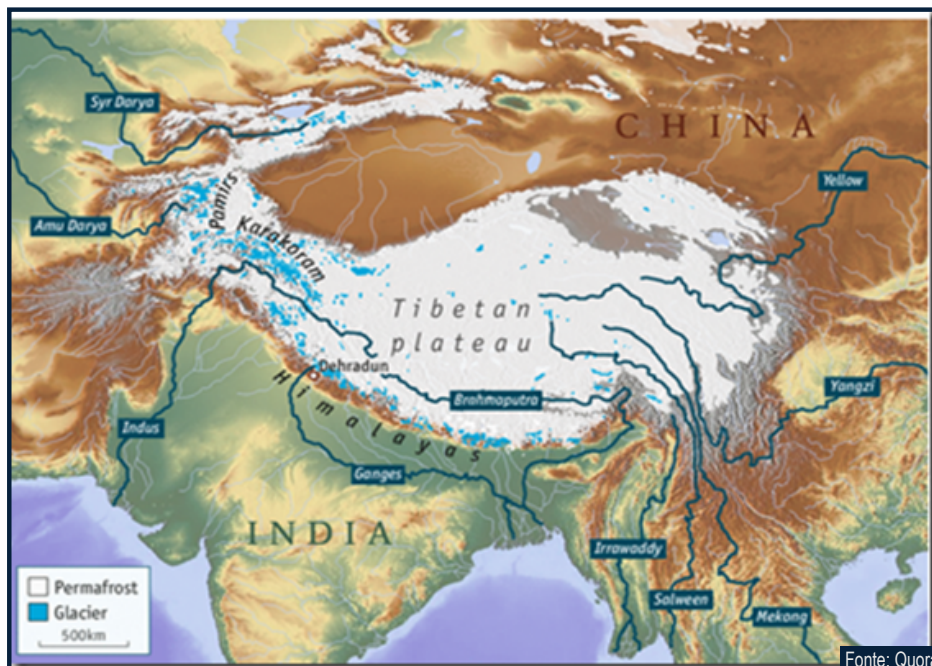 Syr Darya
CHINA
Yellow
Pamirs
Amu Darya
Karakoram
Tibetan
plateau
Dehradun
Himalayas
Brahmaputra
Yangzi
Indus
Ganges
INDIA
Irrawaddy
Salween
Mekong
Permafrost
Glacier
500km
Fonte: Quor